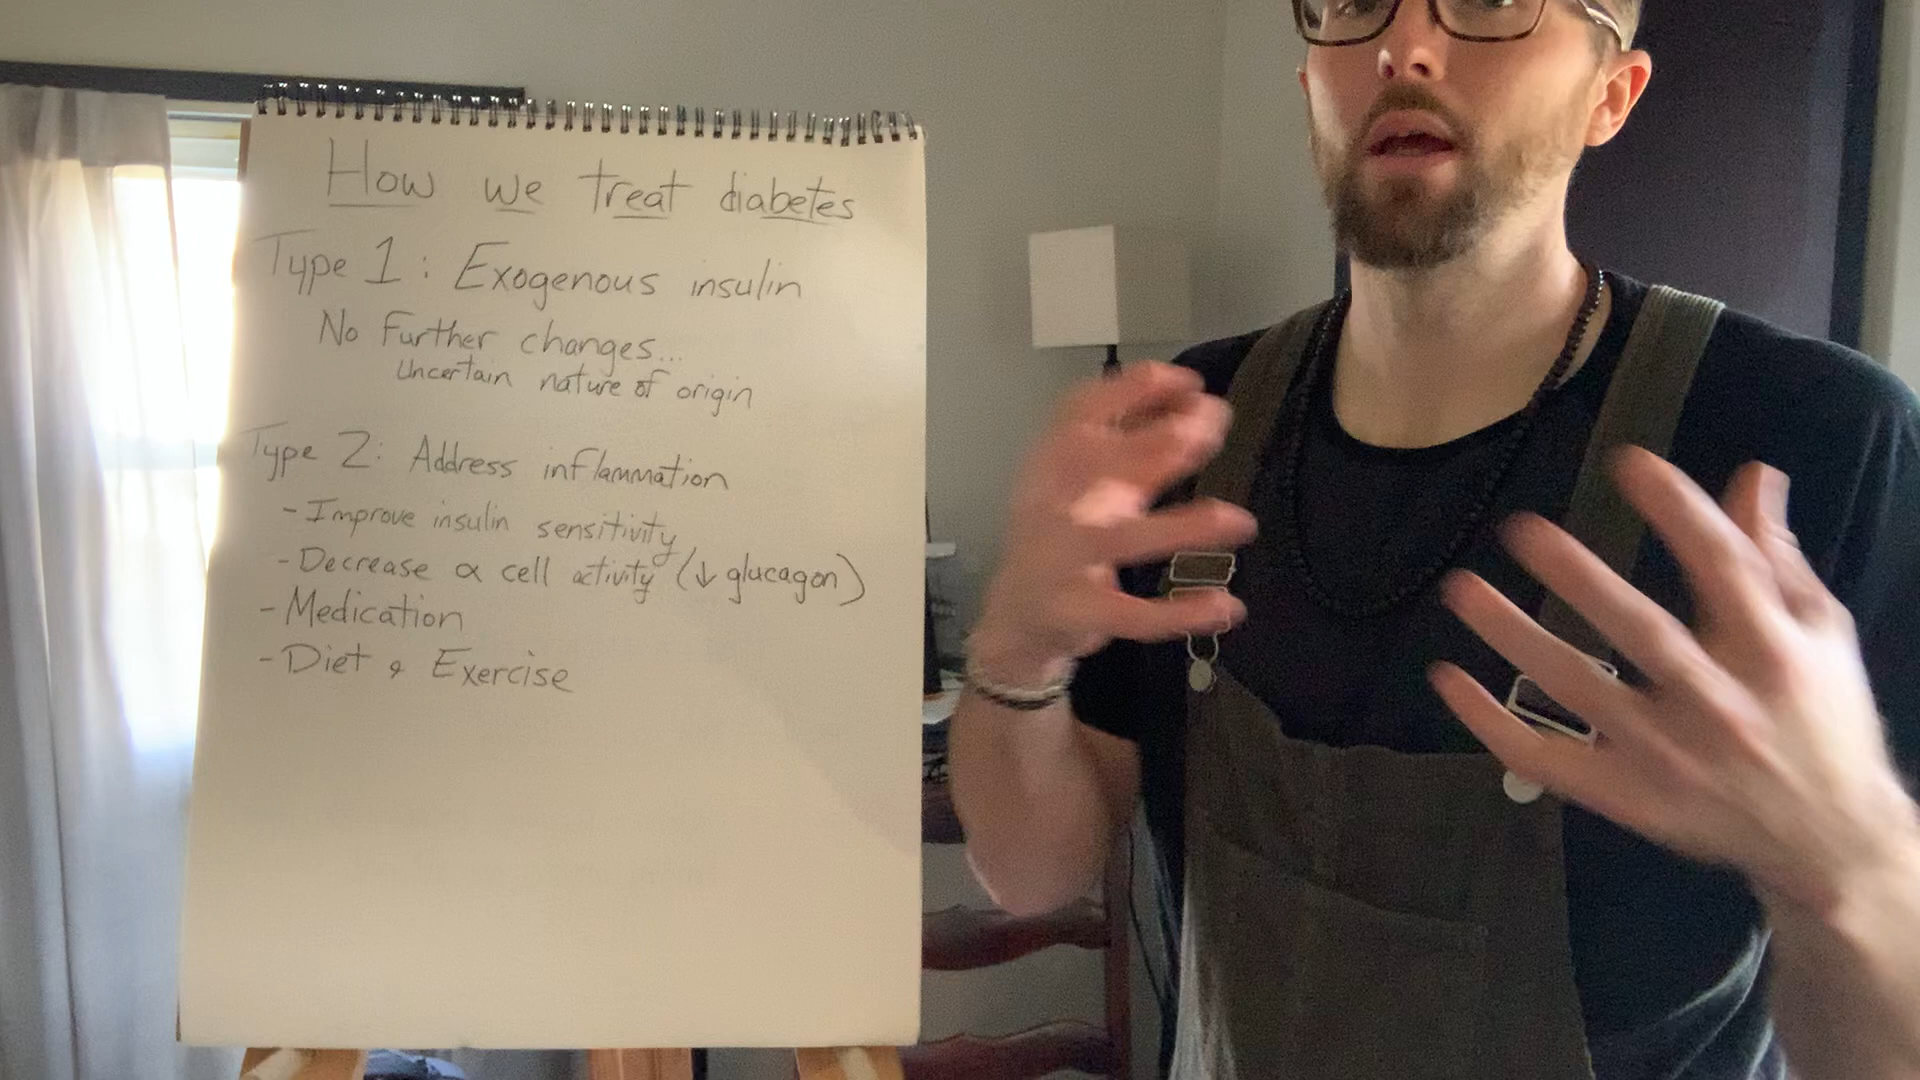 How we treat diabetes
Type 1: Exogenous insulin
No Further changes...
Uncertain nature of origin
Type 2: Address inflammation
- Improve insulin sensitivity
- Decrease α cell activity (↓ glucagon)
- Medication
- Diet & Exercise